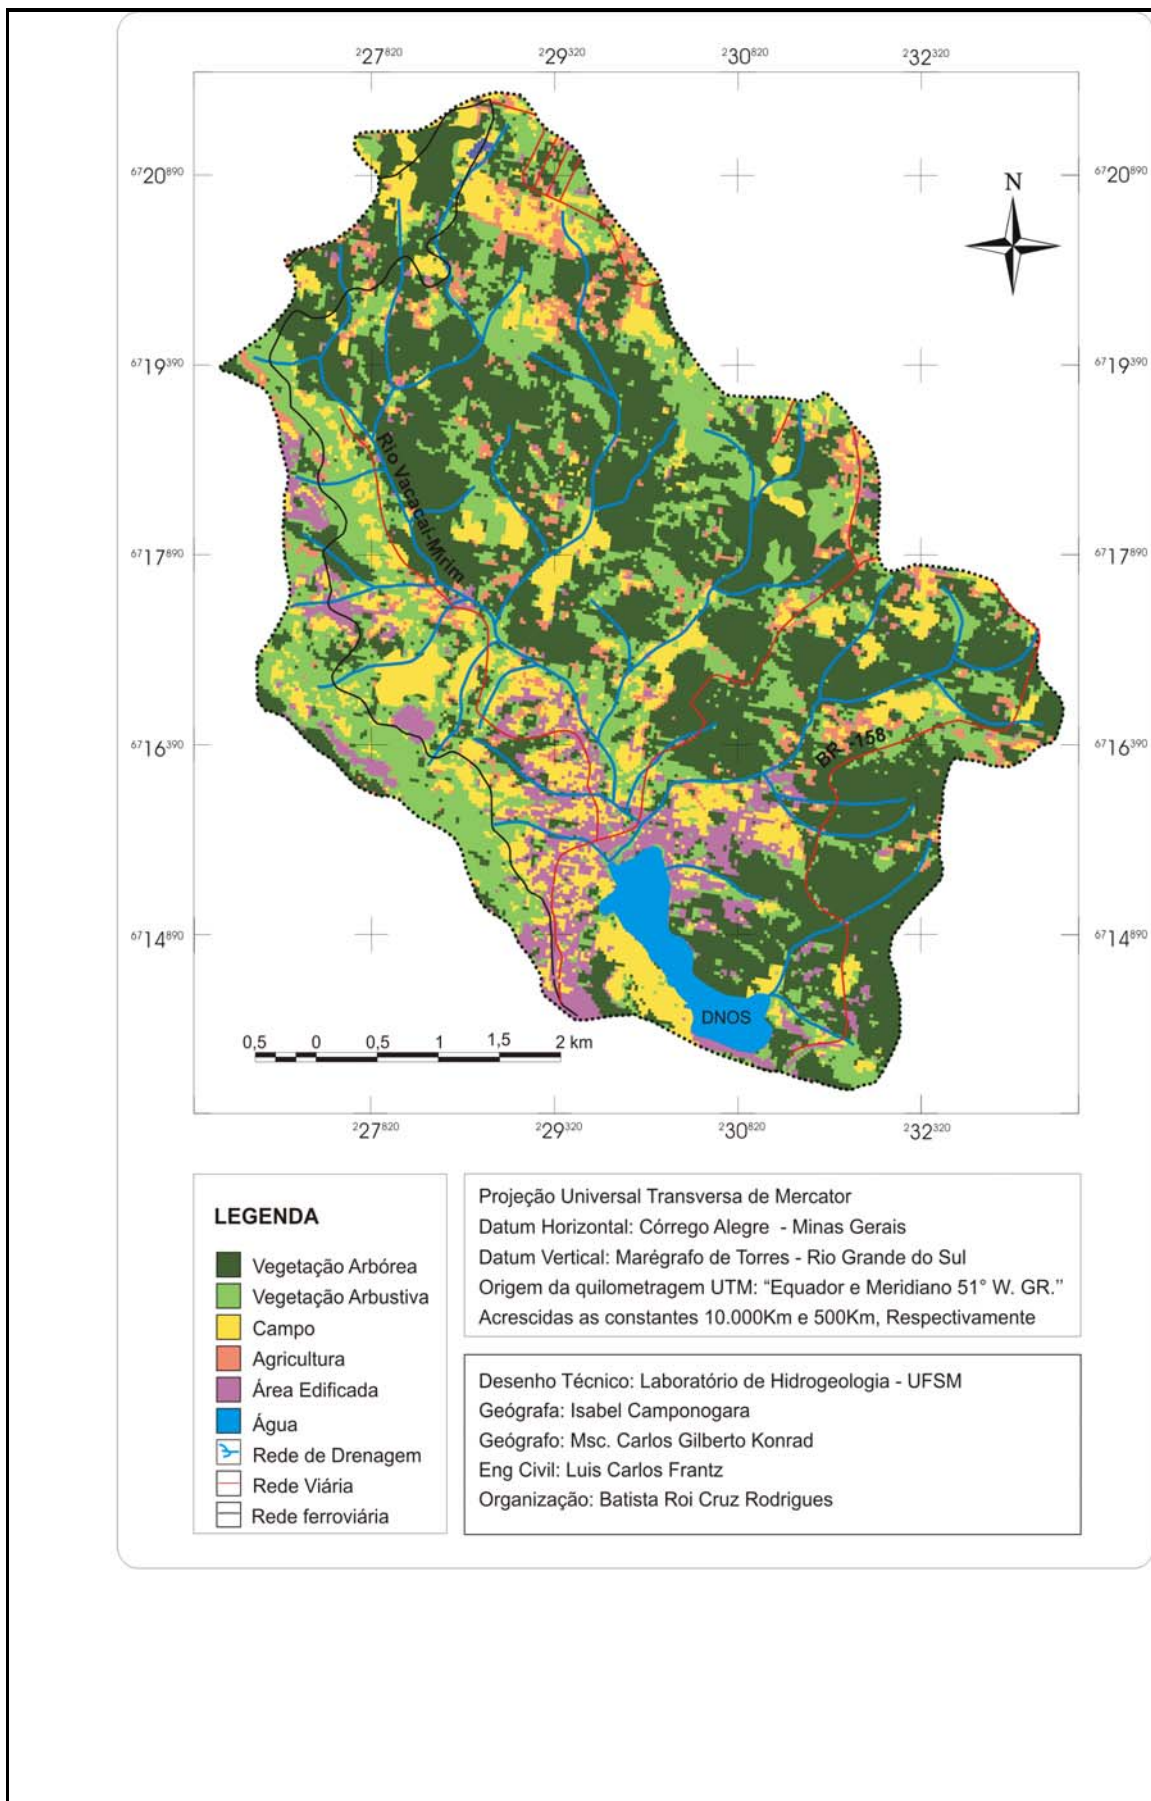 ²27⁸²⁰ ²29³²⁰ ²30⁸²⁰ ²32³²⁰
⁶⁷20⁸⁹⁰ ⁶⁷20⁸⁹⁰
N
⁶⁷19³⁹⁰ ⁶⁷19³⁹⁰
Rio Vacacaí-Mirim
⁶⁷17⁸⁹⁰ ⁶⁷17⁸⁹⁰
⁶⁷16³⁹⁰ ⁶⁷16³⁹⁰
BR -158
⁶⁷14⁸⁹⁰ ⁶⁷14⁸⁹⁰
DNOS
0,5 0 0,5 1 1,5 2 km
²27⁸²⁰ ²29³²⁰ ²30⁸²⁰ ²32³²⁰
LEGENDA
Vegetação Arbórea
Vegetação Arbustiva
Campo
Agricultura
Área Edificada
Água
Rede de Drenagem
Rede Viária
Rede ferroviária
Projeção Universal Transversa de Mercator
Datum Horizontal: Córrego Alegre - Minas Gerais
Datum Vertical: Marégrafo de Torres - Rio Grande do Sul
Origem da quilometragem UTM: “Equador e Meridiano 51° W. GR.”
Acrescidas as constantes 10.000Km e 500Km, Respectivamente
Desenho Técnico: Laboratório de Hidrogeologia - UFSM
Geógrafa: Isabel Camponogara
Geógrafo: Msc. Carlos Gilberto Konrad
Eng Civil: Luis Carlos Frantz
Organização: Batista Roi Cruz Rodrigues